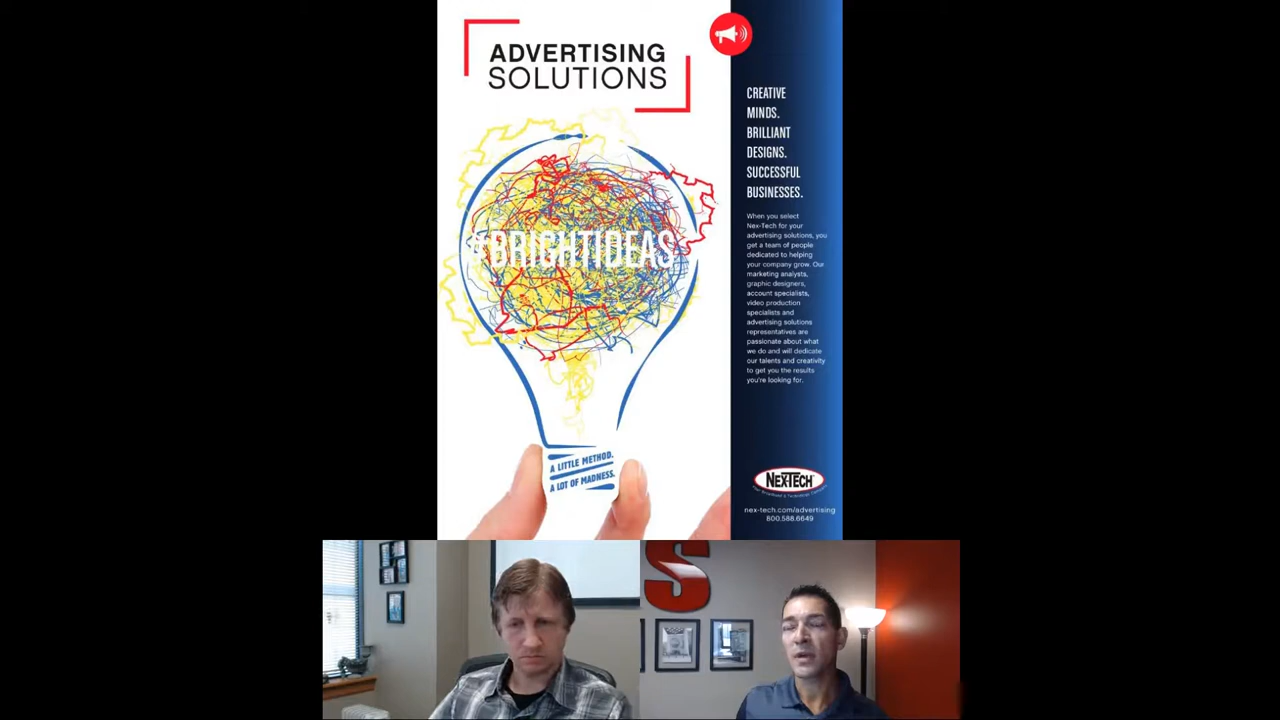 ADVERTISING
SOLUTIONS
#BRIGHTIDEAS
A LITTLE METHOD.
A LOT OF MADNESS.
CREATIVE
MINDS.
BRILLIANT
DESIGNS.
SUCCESSFUL
BUSINESSES.
When you select
Nex-Tech for your
advertising solutions, you
get a team of people
dedicated to helping
your company grow. Our
marketing analysts,
graphic designers,
account specialists,
video production
specialists and
advertising solutions
representatives are
passionate about what
we do and will dedicate
our talents and creativity
to get you the results
you're looking for.
NEX-TECH
nex-tech.com/advertising
800.588.6649
S